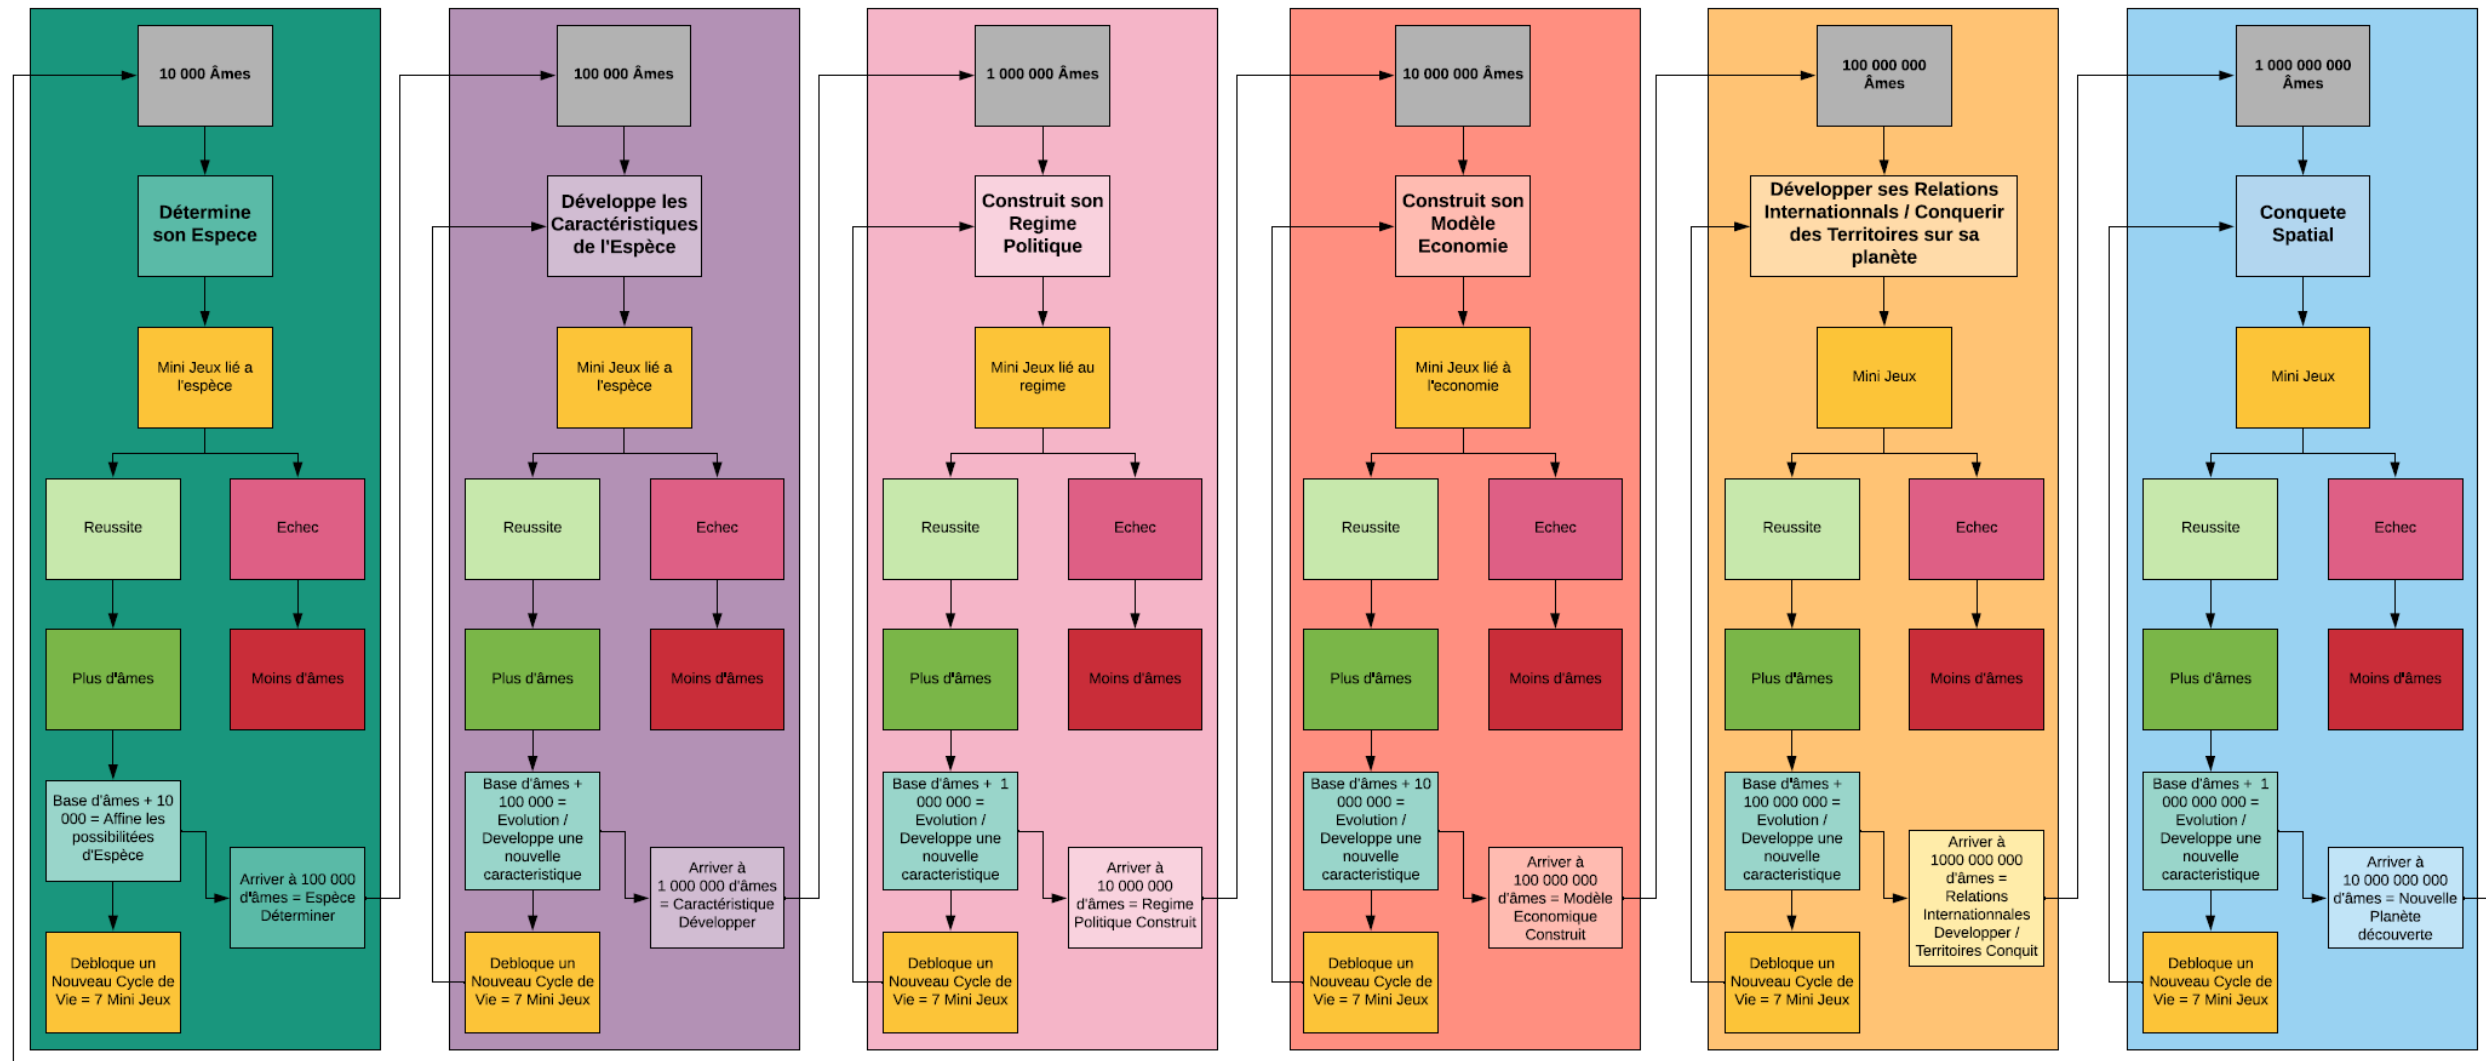 10 000 Âmes
Détermine
son Espece
Mini Jeux lié a
l'espèce
Reussite
Echec
Plus d'âmes
Moins d'âmes
Base d'âmes + 10
000 = Affine les
possibilitées
d'Espèce
Arriver à 100 000
d'âmes = Espèce
Déterminer
Debloque un
Nouveau Cycle de
Vie = 7 Mini Jeux
100 000 Âmes
Développe les
Caractéristiques
de l'Espèce
Mini Jeux lié a
l'espèce
Reussite
Echec
Plus d'âmes
Moins d'âmes
Base d'âmes +
100 000 =
Evolution /
Developpe une
nouvelle
caracteristique
Arriver à
1 000 000 d'âmes
= Caractéristique
Développer
Debloque un
Nouveau Cycle de
Vie = 7 Mini Jeux
1 000 000 Âmes
Construit son
Regime
Politique
Mini Jeux lié au
regime
Reussite
Echec
Plus d'âmes
Moins d'âmes
Base d'âmes + 1
000 000 =
Evolution /
Developpe une
nouvelle
caracteristique
Arriver à
10 000 000
d'âmes = Regime
Politique Construit
Debloque un
Nouveau Cycle de
Vie = 7 Mini Jeux
10 000 000 Âmes
Construit son
Modèle
Economie
Mini Jeux lié à
l'economie
Reussite
Echec
Plus d'âmes
Moins d'âmes
Base d'âmes + 10
000 000 =
Evolution /
Developpe une
nouvelle
caracteristique
Arriver à
100 000 000
d'âmes = Modèle
Economique
Construit
Debloque un
Nouveau Cycle de
Vie = 7 Mini Jeux
100 000 000
Âmes
Développer ses Relations
Internationnals / Conquerir
des Territoires sur sa
planète
Mini Jeux
Reussite
Echec
Plus d'âmes
Moins d'âmes
Base d'âmes +
100 000 000 =
Evolution /
Developpe une
nouvelle
caracteristique
Arriver à
1000 000 000
d'âmes =
Relations
Internationnales
Developper /
Territoires Conquit
Debloque un
Nouveau Cycle de
Vie = 7 Mini Jeux
1 000 000 000
Âmes
Conquete
Spatial
Mini Jeux
Reussite
Echec
Plus d'âmes
Moins d'âmes
Base d'âmes + 1
000 000 000 =
Evolution /
Developpe une
nouvelle
caracteristique
Arriver à
10 000 000 000
d'âmes = Nouvelle
Planète
découverte
Debloque un
Nouveau Cycle de
Vie = 7 Mini Jeux